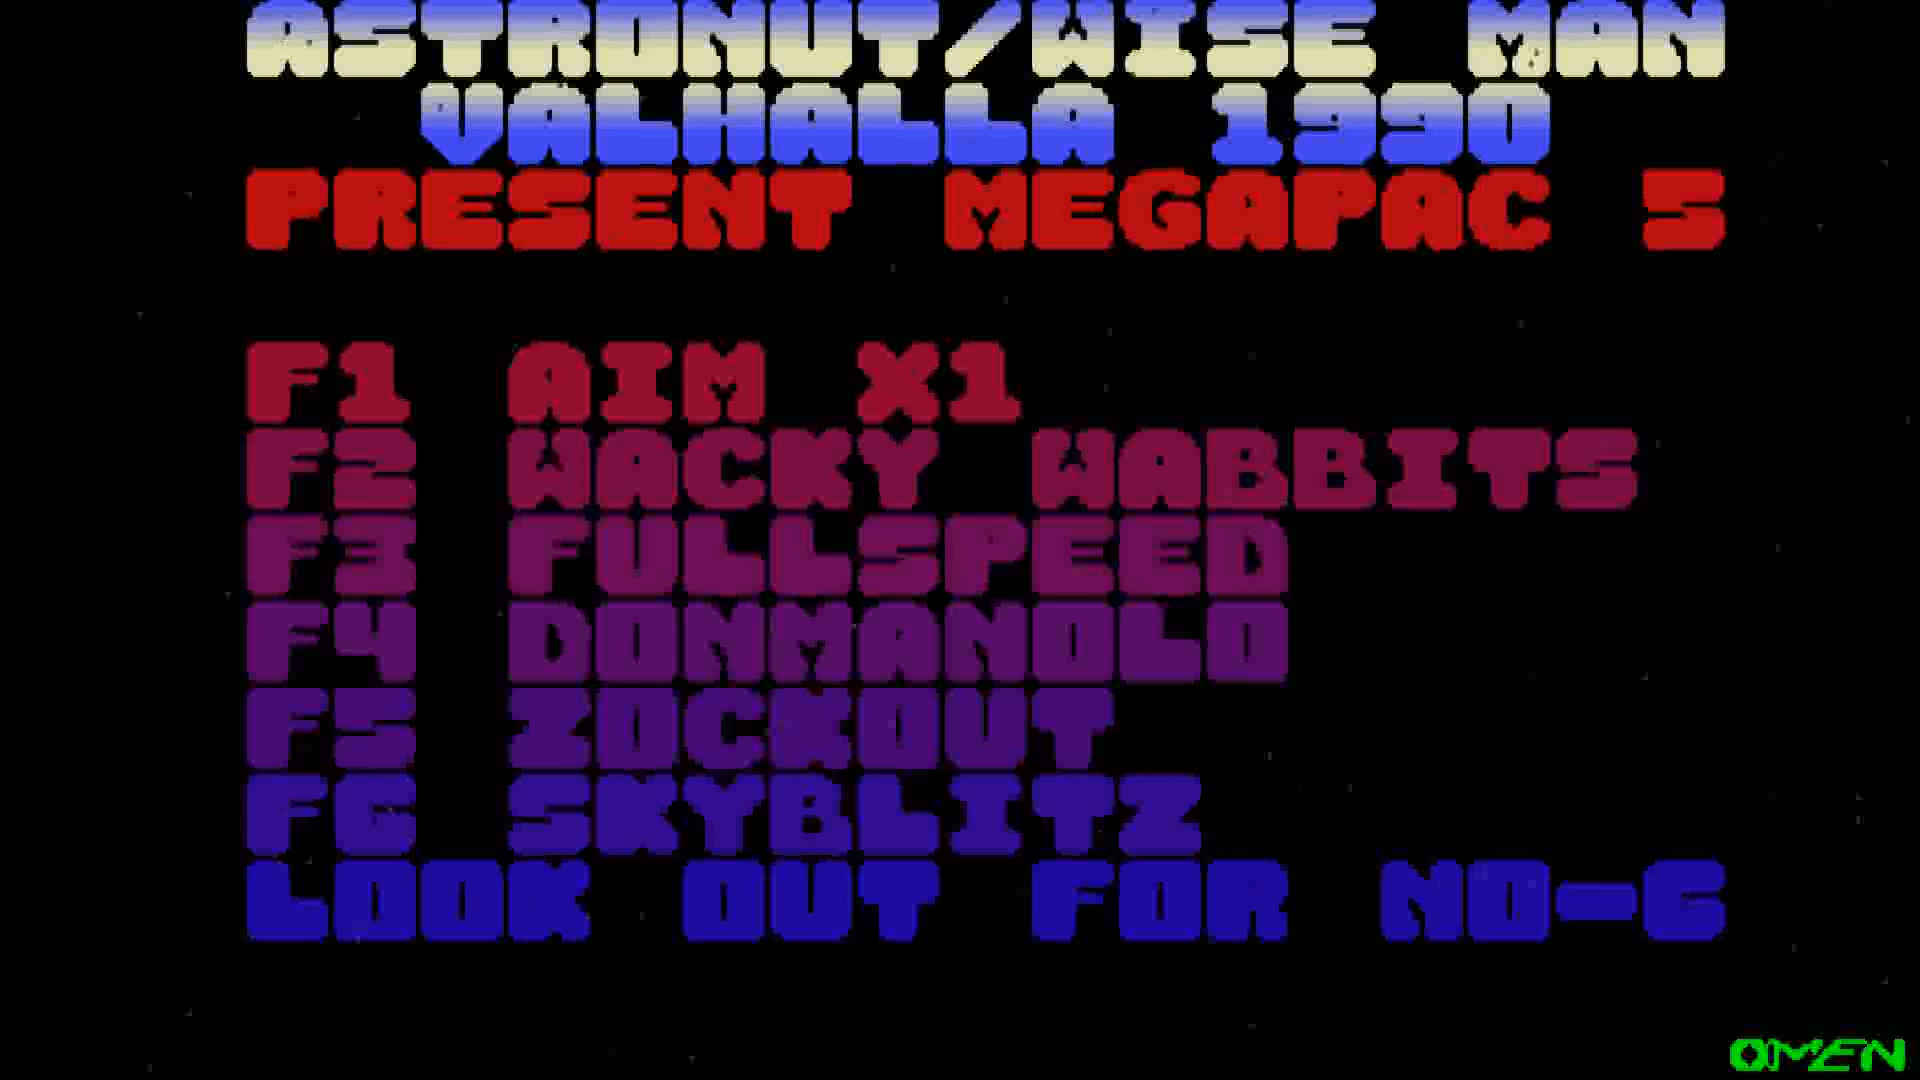 ASTRONUT/WISE MAN
VALHALLA 1990
PRESENT MEGAPAC 5
F1 AIM X1
F2 WACKY WABBITS
F3 FULLSPEED
F4 DONMANOLO
F5 ZOCKOUT
F6 SKYBLITZ
LOOK OUT FOR NO-6
OMEN